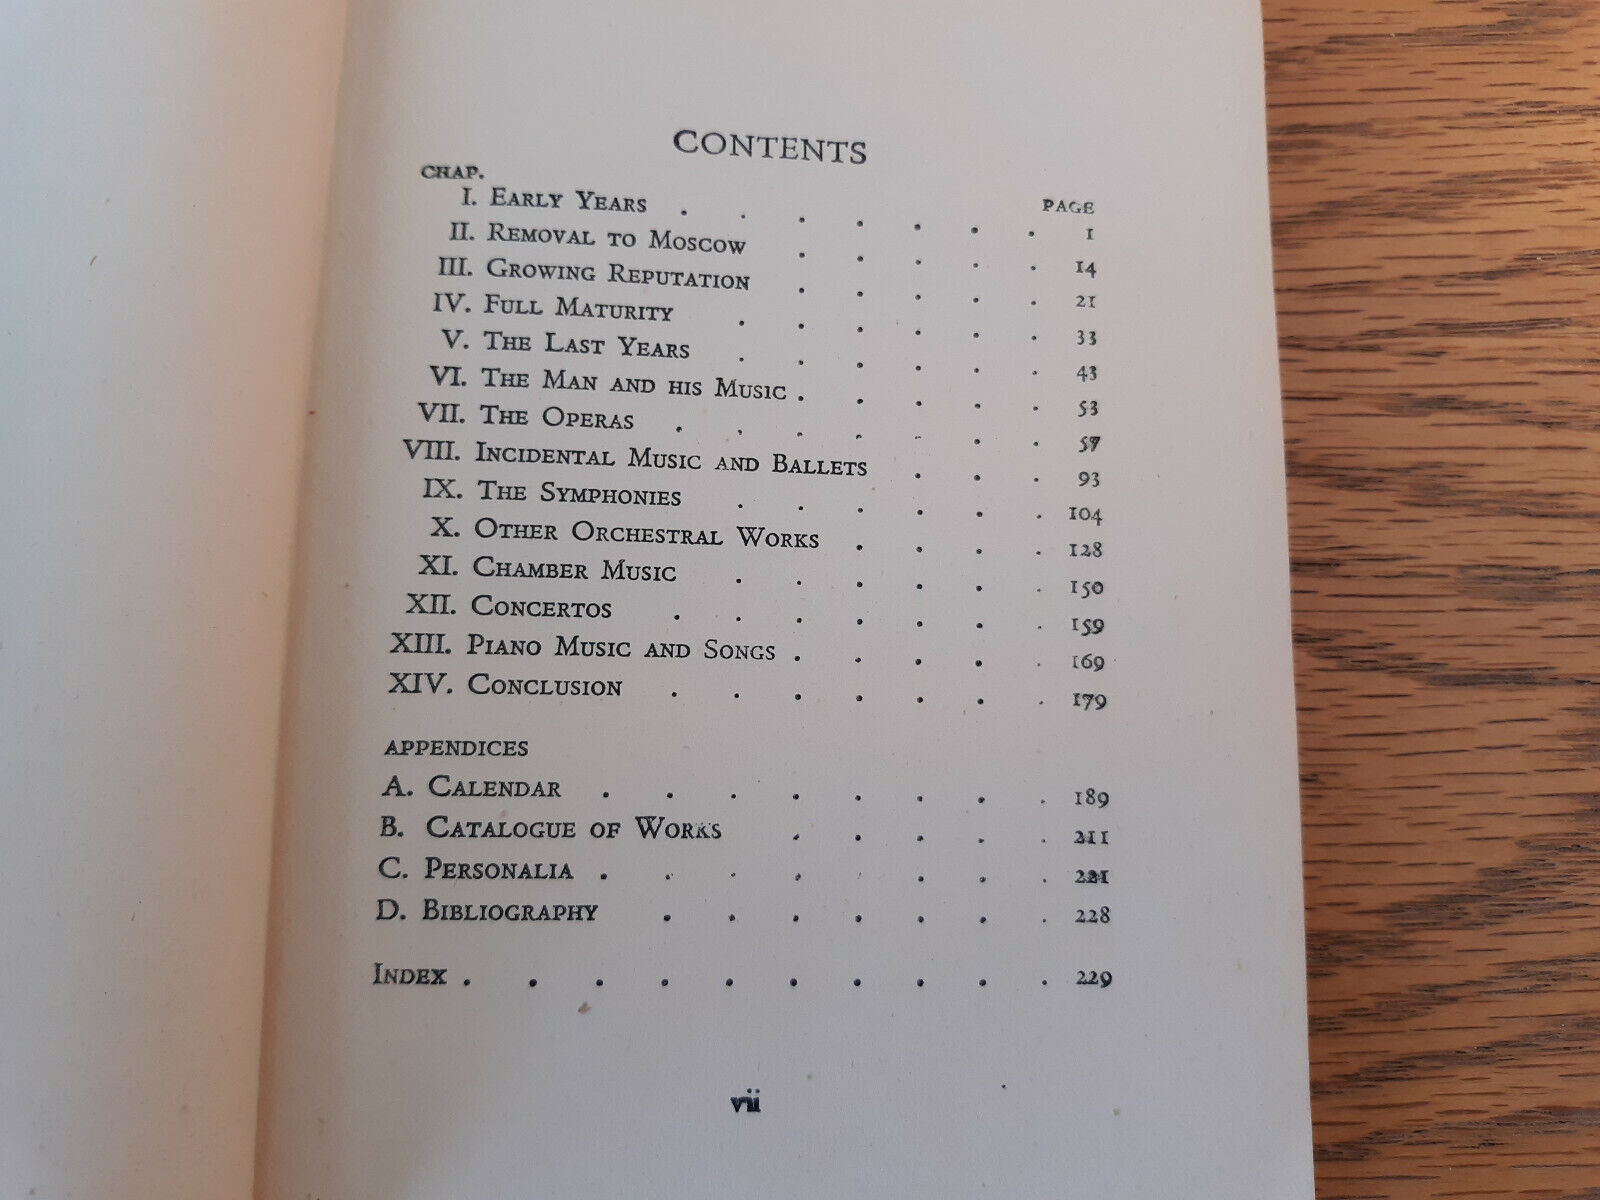 CONTENTS
CHAP. PAGE
I. EARLY YEARS . . . . . . . 1
II. REMOVAL TO MOSCOW . . . . . 14
III. GROWING REPUTATION . . . . . 21
IV. FULL MATURITY . . . . . . 33
V. THE LAST YEARS . . . . . . 43
VI. THE MAN AND HIS MUSIC . . . . . 53
VII. THE OPERAS . . . . . . . 57
VIII. INCIDENTAL MUSIC AND BALLETS . . . 93
IX. THE SYMPHONIES . . . . . . 104
X. OTHER ORCHESTRAL WORKS . . . . 128
XI. CHAMBER MUSIC . . . . . . 150
XII. CONCERTOS . . . . . . . 159
XIII. PIANO MUSIC AND SONGS . . . . . 169
XIV. CONCLUSION . . . . . . . 179
APPENDICES
A. CALENDAR . . . . . . . . 189
B. CATALOGUE OF WORKS . . . . . 211
C. PERSONALIA . . . . . . . . 221
D. BIBLIOGRAPHY . . . . . . . 228
INDEX . . . . . . . . . . 229
vii